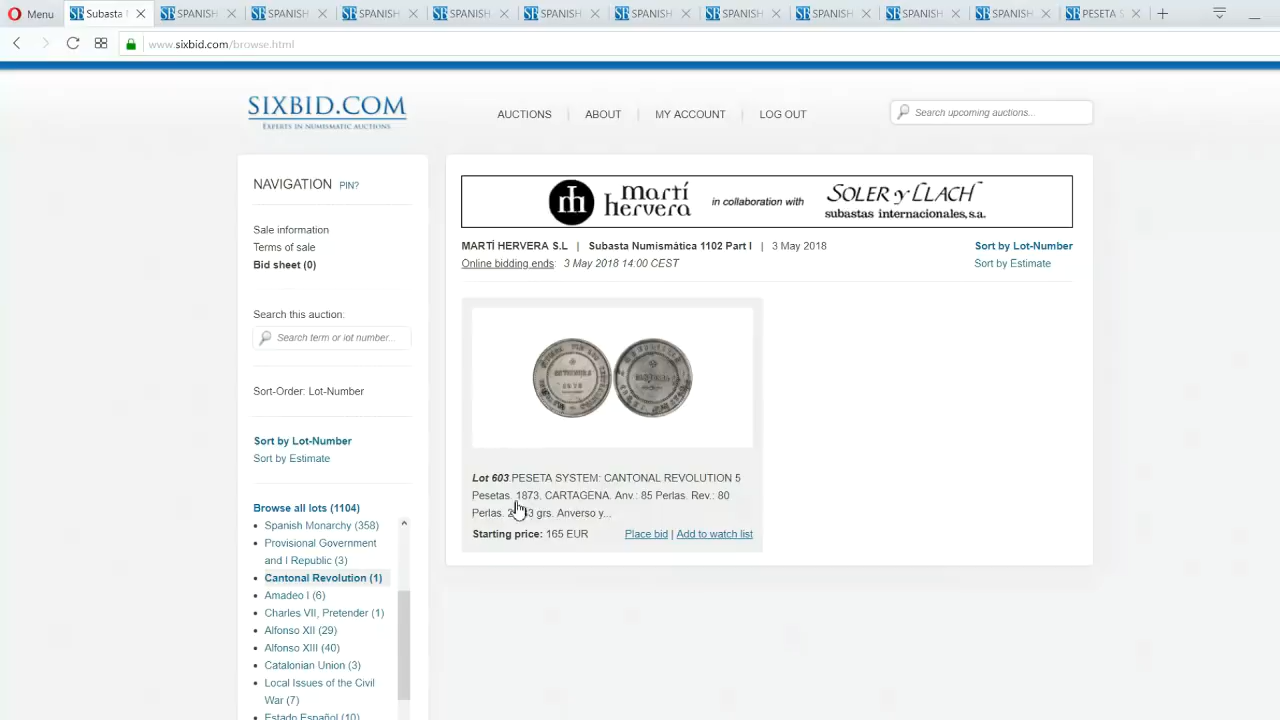 Menu
Subasta
SPANISH
SPANISH
SPANISH
SPANISH
SPANISH
SPANISH
SPANISH
SPANISH
SPANISH
SPANISH
PESETA S
www.sixbid.com/browse.html
SIXBID.COM
EXPERTS IN NUMISMATIC AUCTIONS
AUCTIONS | ABOUT | MY ACCOUNT | LOG OUT
Search upcoming auctions...
NAVIGATION PIN?
Sale information
Terms of sale
Bid sheet (0)
Search this auction:
Search term or lot number...
Sort-Order: Lot-Number
Sort by Lot-Number
Sort by Estimate
Browse all lots (1104)
Spanish Monarchy (358)
Provisional Government
and I Republic (3)
Cantonal Revolution (1)
Amadeo I (6)
Charles VII, Pretender (1)
Alfonso XII (29)
Alfonso XIII (40)
Catalonian Union (3)
Local Issues of the Civil
War (7)
Estado Español (10)
mh martí hervera in collaboration with SOLER y LLACH
subastas internacionales, s.a.
MARTÍ HERVERA S.L | Subasta Numismática 1102 Part I | 3 May 2018
Online bidding ends: 3 May 2018 14:00 CEST
Sort by Lot-Number
Sort by Estimate
Lot 603.PESETA SYSTEM: CANTONAL REVOLUTION 5
Pesetas. 1873. CARTAGENA. Anv.: 85 Perlas. Rev.: 80
Perlas. grs. Anverso y...
Starting price: 165 EUR Place bid | Add to watch list